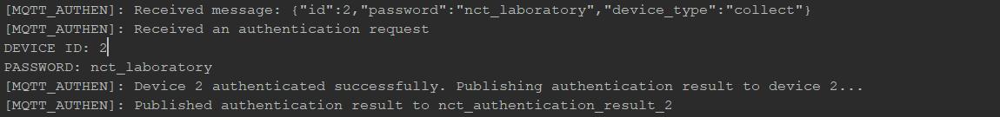 [MQTT_AUTHEN]: Received message: {"id":2,"password":"nct_laboratory","device_type":"collect"}
[MQTT_AUTHEN]: Received an authentication request
DEVICE ID: 2
PASSWORD: nct_laboratory
[MQTT_AUTHEN]: Device 2 authenticated successfully. Publishing authentication result to device 2...
[MQTT_AUTHEN]: Published authentication result to nct_authentication_result_2